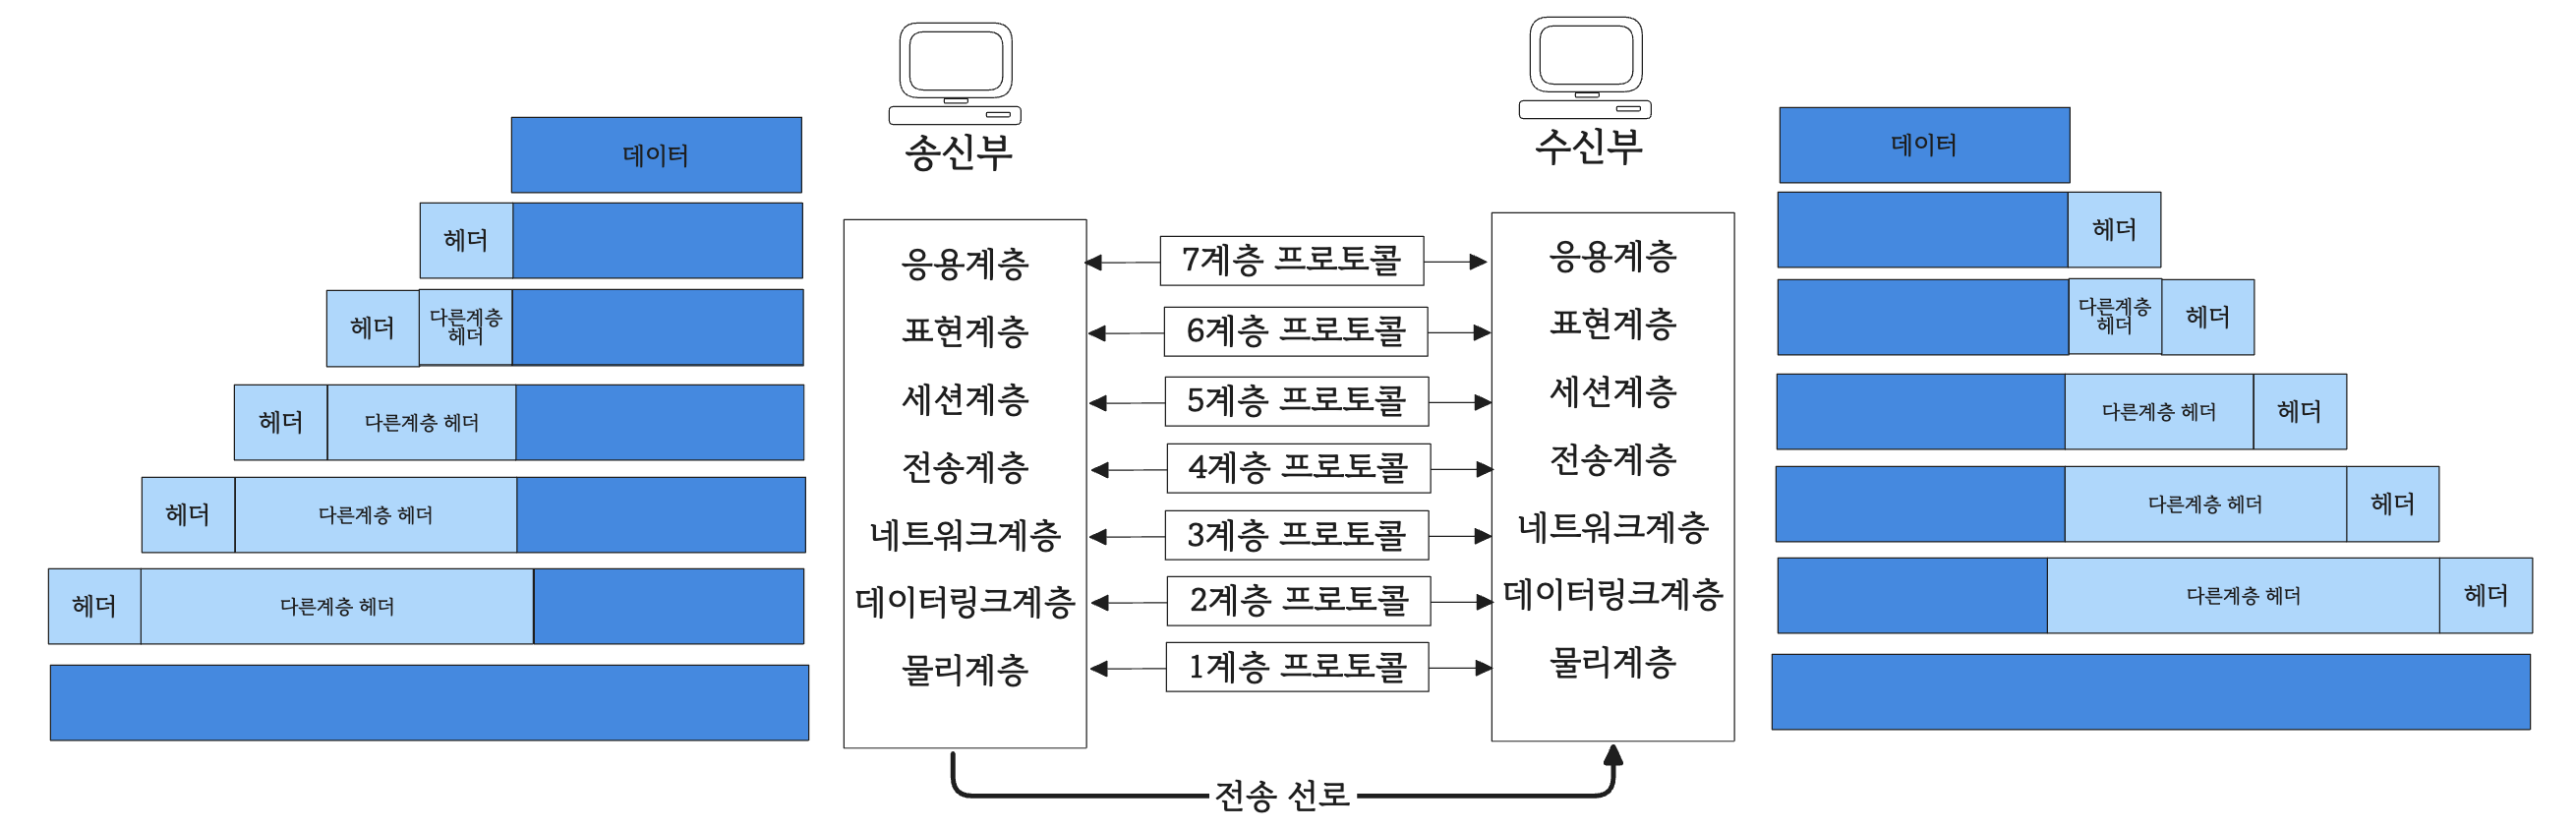 송신부
수신부
데이터
데이터
헤더
헤더
응용계층
7계층 프로토콜
응용계층
헤더
다른계층
헤더
다른계층
헤더
헤더
표현계층
6계층 프로토콜
표현계층
헤더
다른계층 헤더
세션계층
5계층 프로토콜
세션계층
다른계층 헤더
헤더
전송계층
4계층 프로토콜
전송계층
헤더
다른계층 헤더
네트워크계층
3계층 프로토콜
네트워크계층
다른계층 헤더
헤더
헤더
다른계층 헤더
데이터링크계층
2계층 프로토콜
데이터링크계층
다른계층 헤더
헤더
물리계층
1계층 프로토콜
물리계층
전송 선로